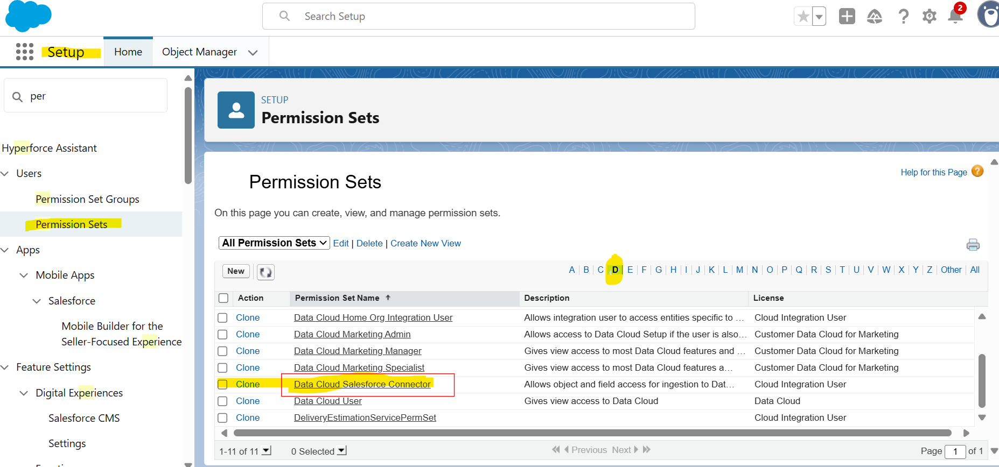 Search Setup
2
Setup
Home
Object Manager
per
Hyperforce Assistant
Users
Permission Set Groups
Permission Sets
Apps
Mobile Apps
Salesforce
Mobile Builder for the
Seller-Focused Experience
Feature Settings
Digital Experiences
Salesforce CMS
Settings
SETUP
Permission Sets
Permission Sets
Help for this Page ?
On this page you can create, view, and manage permission sets.
All Permission Sets Edit | Delete | Create New View
New
A | B | C | D | E | F | G | H | I | J | K | L | M | N | O | P | Q | R | S | T | U | V | W | X | Y | Z | Other | All
Action Permission Set Name ↑ Description License
Clone Data Cloud Home Org Integration User Allows integration user to access entities specific to ... Cloud Integration User
Clone Data Cloud Marketing Admin Allows access to Data Cloud Setup if the user is also... Customer Data Cloud for Marketing
Clone Data Cloud Marketing Manager Gives view access to most Data Cloud features and ... Customer Data Cloud for Marketing
Clone Data Cloud Marketing Specialist Gives view access to most Data Cloud features a... Customer Data Cloud for Marketing
Clone Data Cloud Salesforce Connector Allows object and field access for ingestion to Dat... Cloud Integration User
Clone Data Cloud User Gives view access to Data Cloud Data Cloud
Clone DeliveryEstimationServicePermSet Cloud Integration User
1-11 of 11 0 Selected Previous Next Page 1 of 1